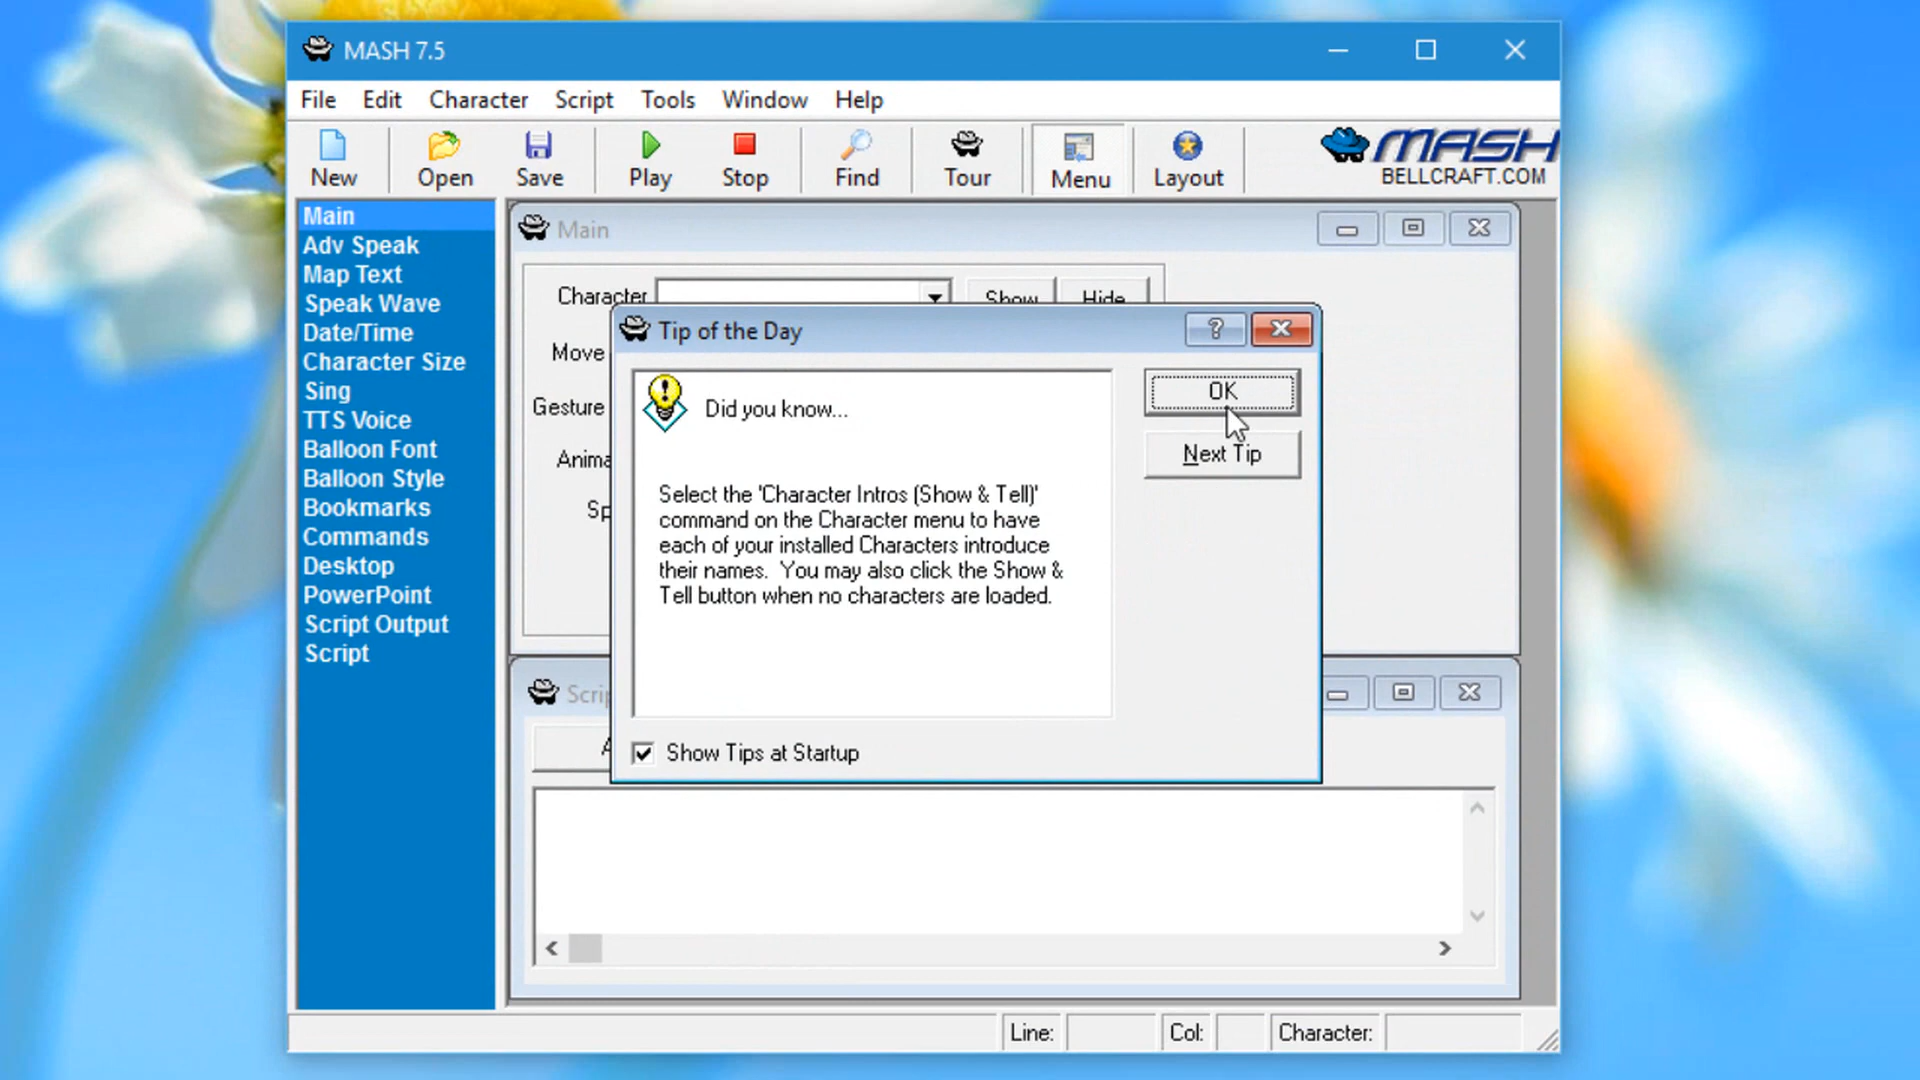 MASH 7.5
File Edit Character Script Tools Window Help
New Open Save Play Stop Find Tour Menu Layout
MASH
BELLCRAFT.COM
Main
Adv Speak
Map Text
Speak Wave
Date/Time
Character Size
Sing
TTS Voice
Balloon Font
Balloon Style
Bookmarks
Commands
Desktop
PowerPoint
Script Output
Script
Main
Character Show Hide
Move
Gesture
Anima
Sp
Tip of the Day
?
Did you know...
Select the 'Character Intros (Show & Tell)'
command on the Character menu to have
each of your installed Characters introduce
their names. You may also click the Show &
Tell button when no characters are loaded.
OK
Next Tip
Show Tips at Startup
Scrip
A
Line: Col: Character: